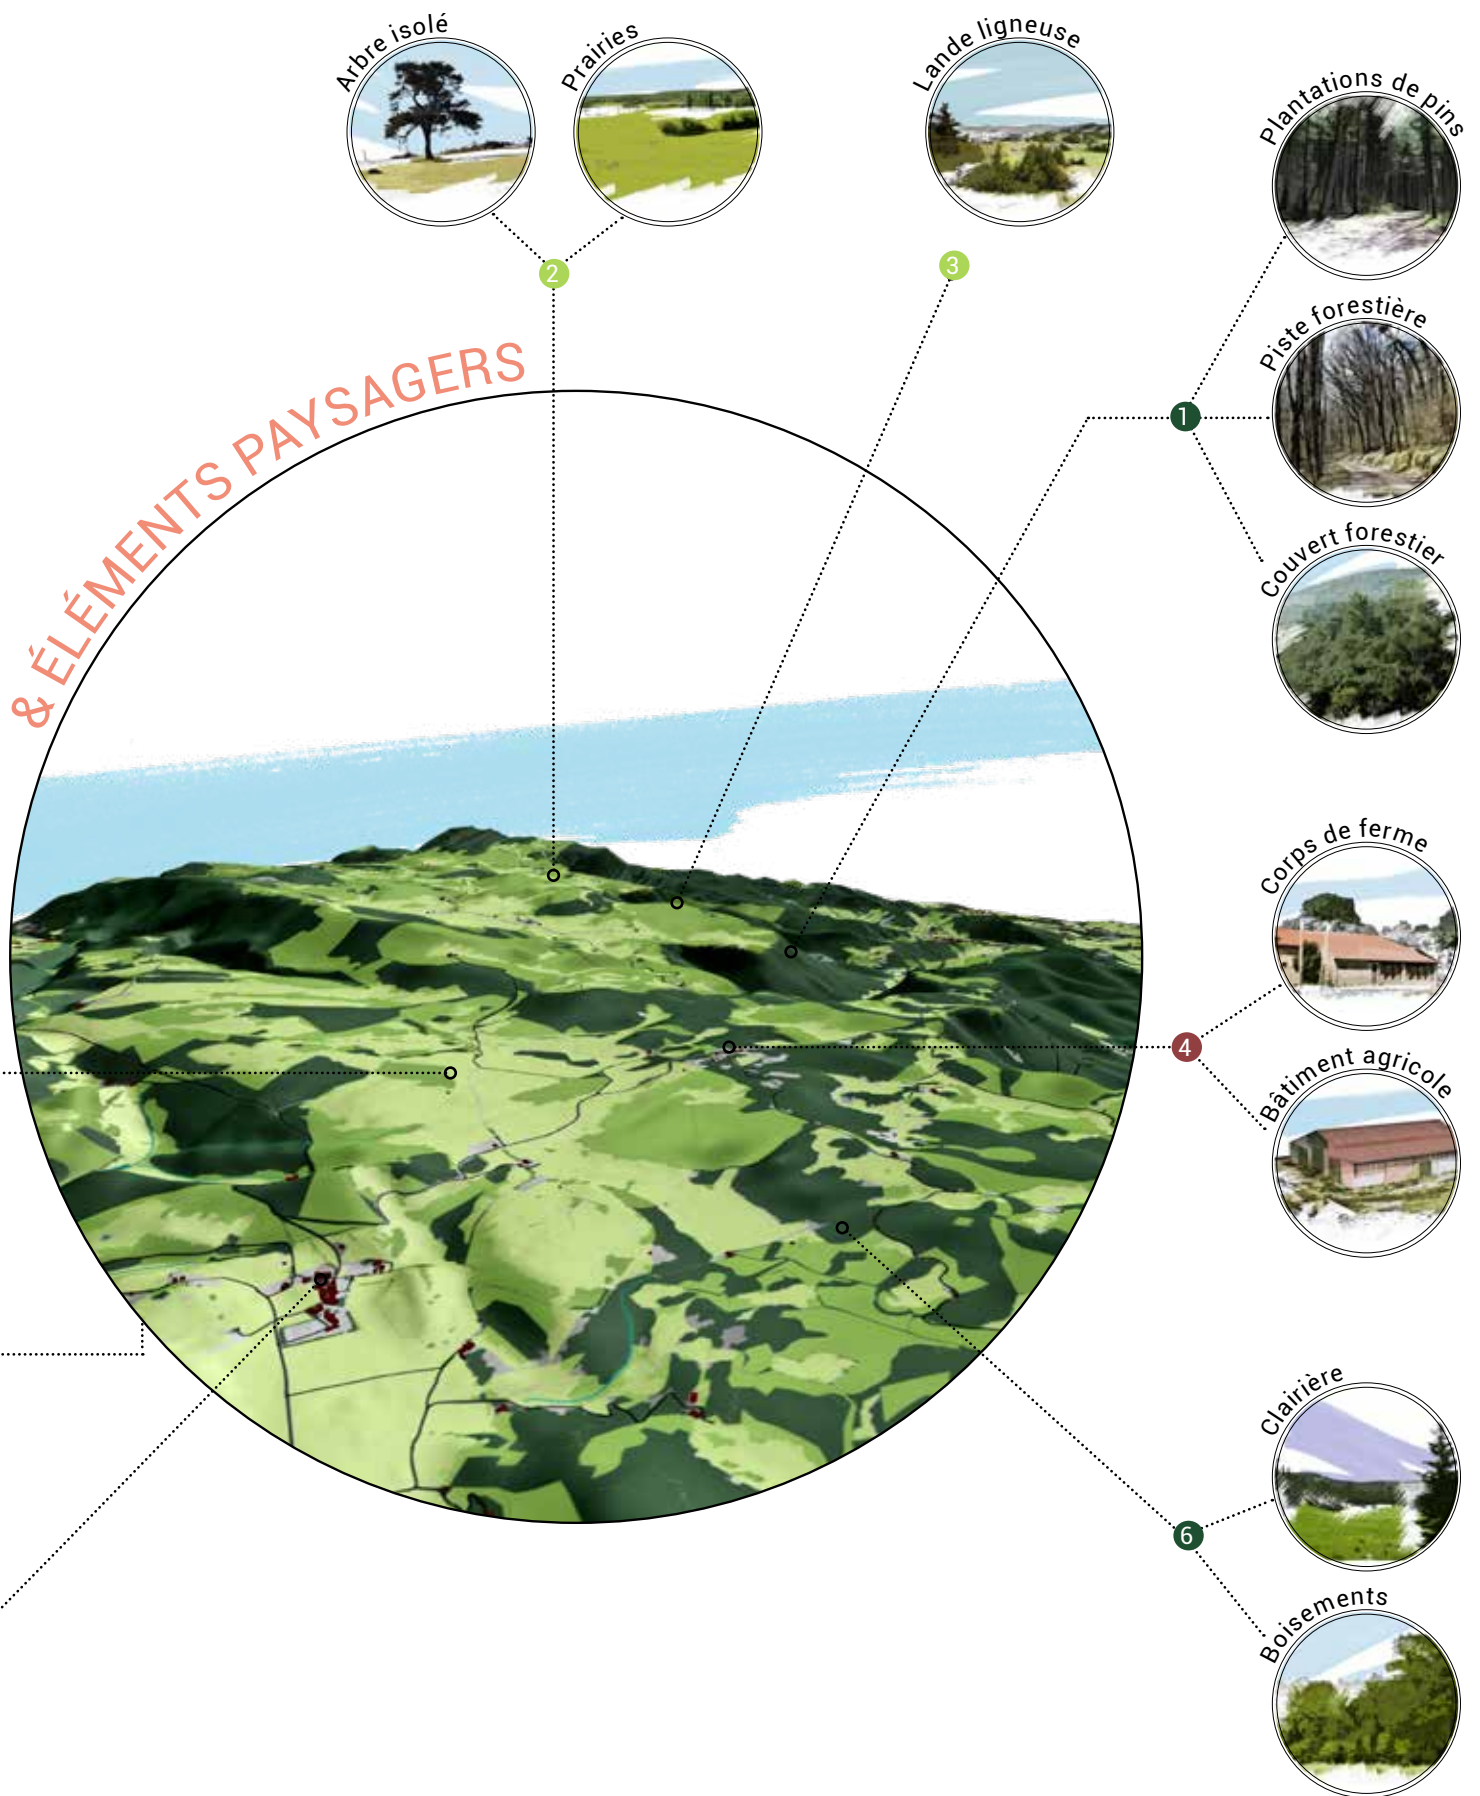 Arbre isolé
Prairies
Lande ligneuse
Plantations de pins
2
3
Piste forestière
& ÉLÉMENTS PAYSAGERS
1
Couvert forestier
Corps de ferme
4
Bâtiment agricole
Clairière
6
Boisements